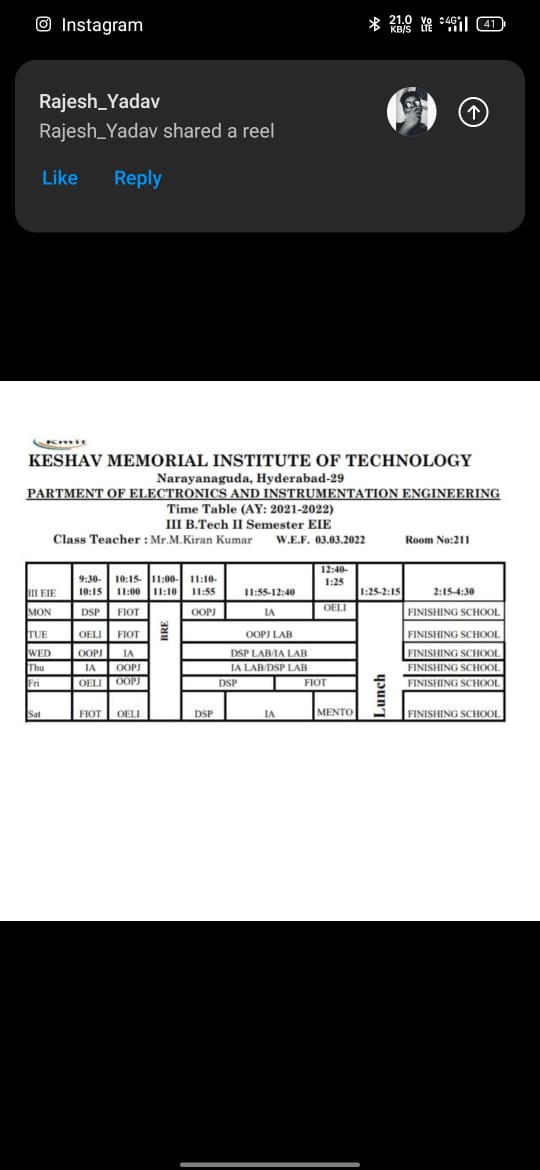 Instagram
21.0 KB/S Vo LTE 4G 41
Rajesh_Yadav
Rajesh_Yadav shared a reel
Like Reply
Kmit
KESHAV MEMORIAL INSTITUTE OF TECHNOLOGY
Narayanaguda, Hyderabad-29
PARTMENT OF ELECTRONICS AND INSTRUMENTATION ENGINEERING
Time Table (AY: 2021-2022)
III B.Tech II Semester EIE
Class Teacher : Mr.M.Kiran Kumar W.E.F. 03.03.2022 Room No:211
III EIE 9:30-10:15 10:15-11:00 11:00-11:10 11:10-11:55 11:55-12:40 12:40-1:25 1:25-2:15 2:15-4:30
MON DSP FIOT BRE OOPJ IA OELI Lunch FINISHING SCHOOL
TUE OELI FIOT OOPJ LAB FINISHING SCHOOL
WED OOPJ IA DSP LAB/IA LAB FINISHING SCHOOL
Thu IA OOPJ IA LAB/DSP LAB FINISHING SCHOOL
Fri OELI OOPJ DSP FIOT FINISHING SCHOOL
Sat FIOT OELI DSP IA MENTO FINISHING SCHOOL